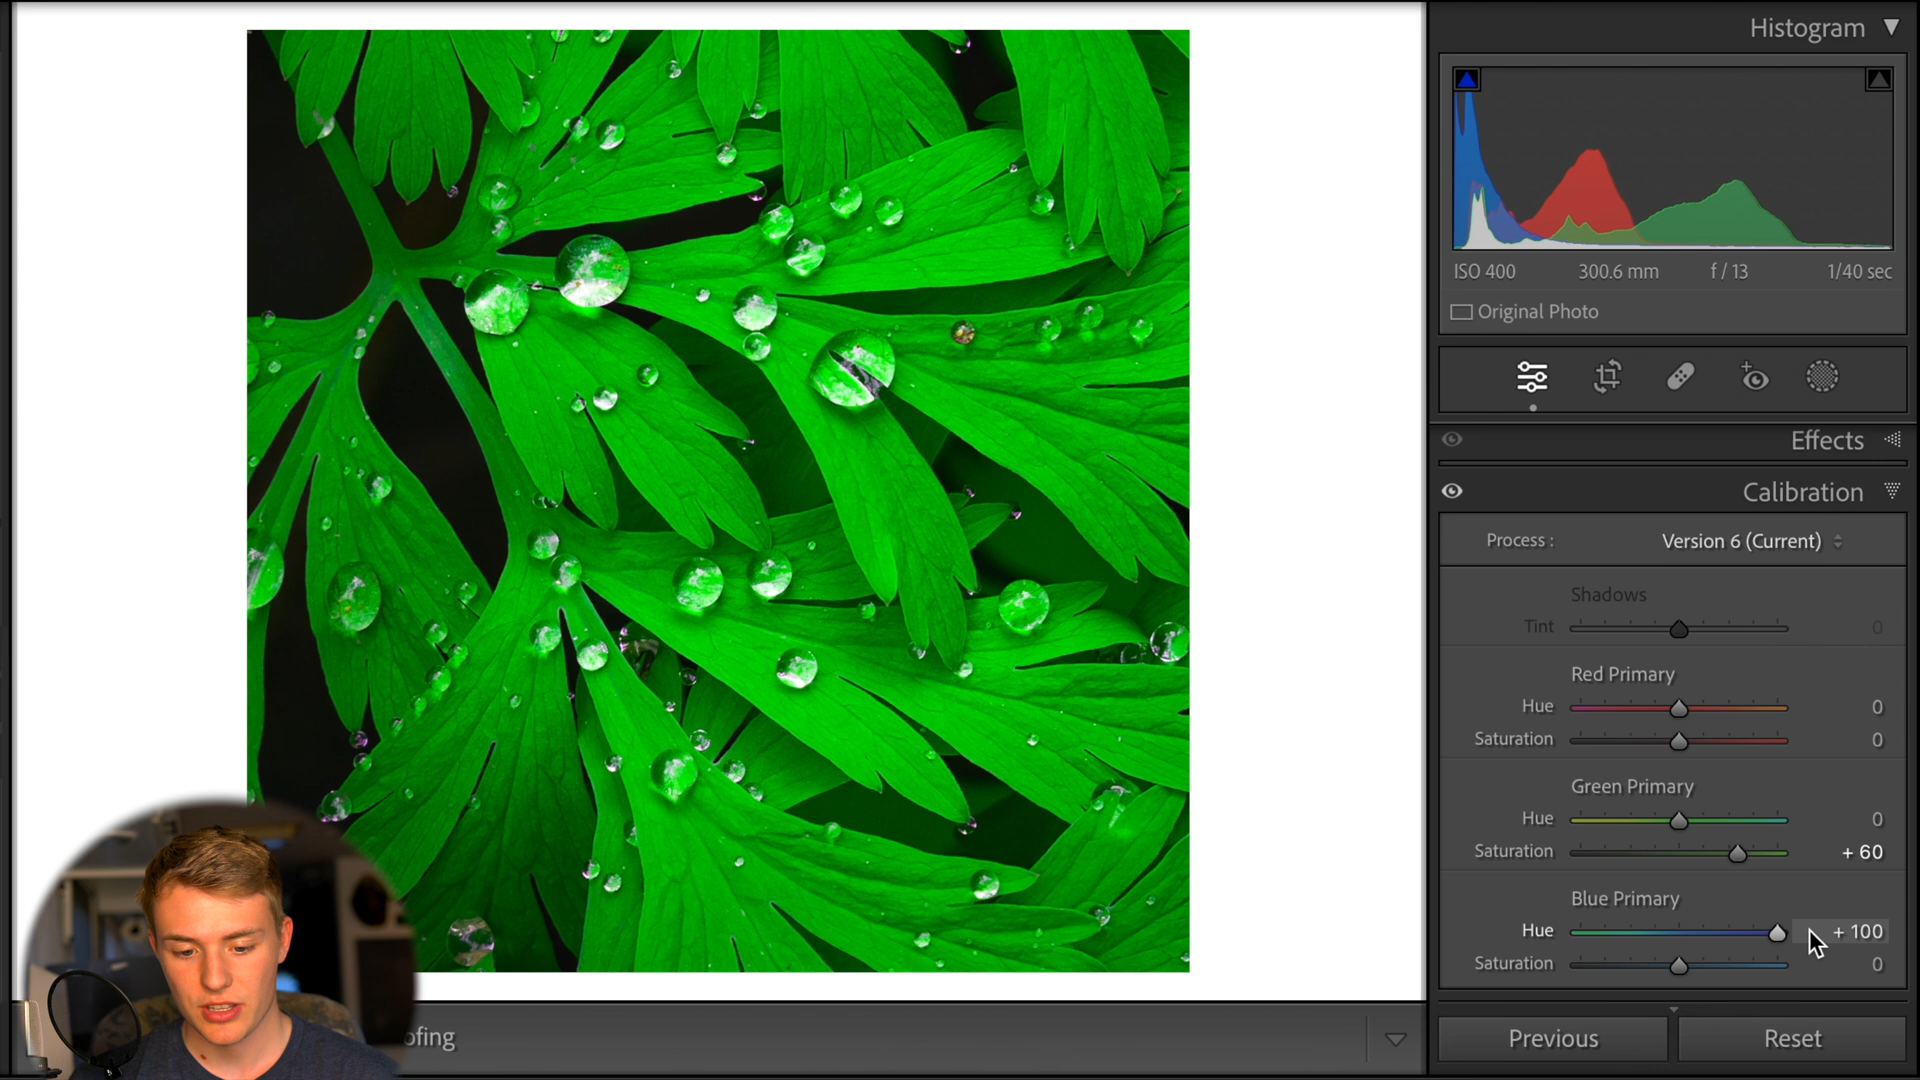 Histogram
ISO 400 300.6 mm f / 13 1/40 sec
Original Photo
Effects
Calibration
Process : Version 6 (Current)
Shadows
Tint 0
Red Primary
Hue 0
Saturation 0
Green Primary
Hue 0
Saturation + 60
Blue Primary
Hue + 100
Saturation 0
ofing
Previous Reset